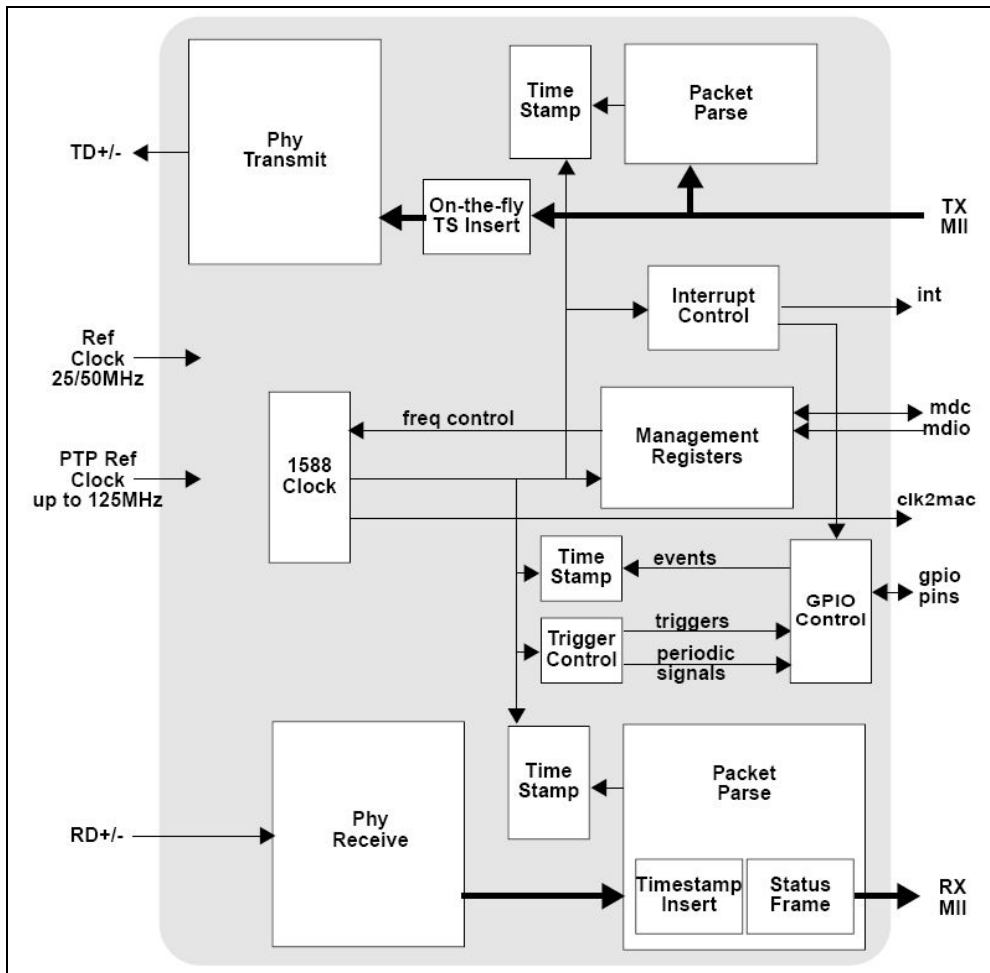 Time
Stamp
Packet
Parse
Phy
Transmit
TD+/-
On-the-fly
TS Insert
TX
MII
Interrupt
Control
int
Ref
Clock
25/50MHz
freq control
Management
Registers
mdc
mdio
1588
Clock
PTP Ref
Clock
up to 125MHz
clk2mac
Time
Stamp
events
GPIO
Control
gpio
pins
triggers
Trigger
Control
periodic
signals
Time
Stamp
Packet
Parse
Phy
Receive
RD+/-
Timestamp
Insert
Status
Frame
RX
MII